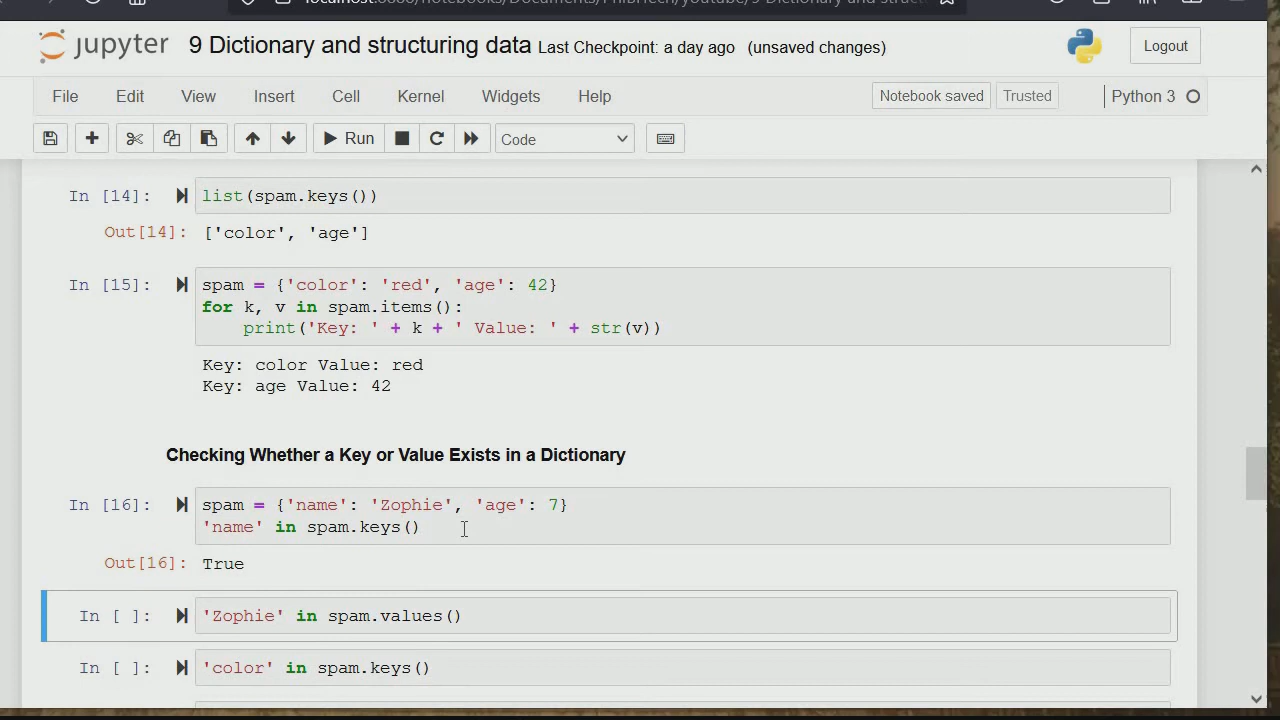 jupyter 9 Dictionary and structuring data Last Checkpoint: a day ago (unsaved changes) Logout
File Edit View Insert Cell Kernel Widgets Help Notebook saved Trusted Python 3
Run Code
In [14]: list(spam.keys())
Out[14]: ['color', 'age']
In [15]: spam = {'color': 'red', 'age': 42}
for k, v in spam.items():
print('Key: ' + k + ' Value: ' + str(v))
Key: color Value: red
Key: age Value: 42
Checking Whether a Key or Value Exists in a Dictionary
In [16]: spam = {'name': 'Zophie', 'age': 7}
'name' in spam.keys()
Out[16]: True
In [ ]: 'Zophie' in spam.values()
In [ ]: 'color' in spam.keys()